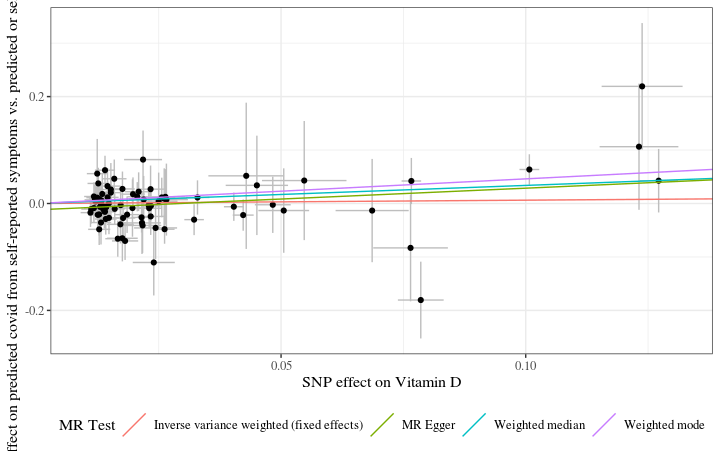 ffect on predicted covid from self-reported symptoms vs. predicted or se
0.2
0.0
-0.2
0.05
0.10
SNP effect on Vitamin D
MR Test
Inverse variance weighted (fixed effects)
MR Egger
Weighted median
Weighted mode